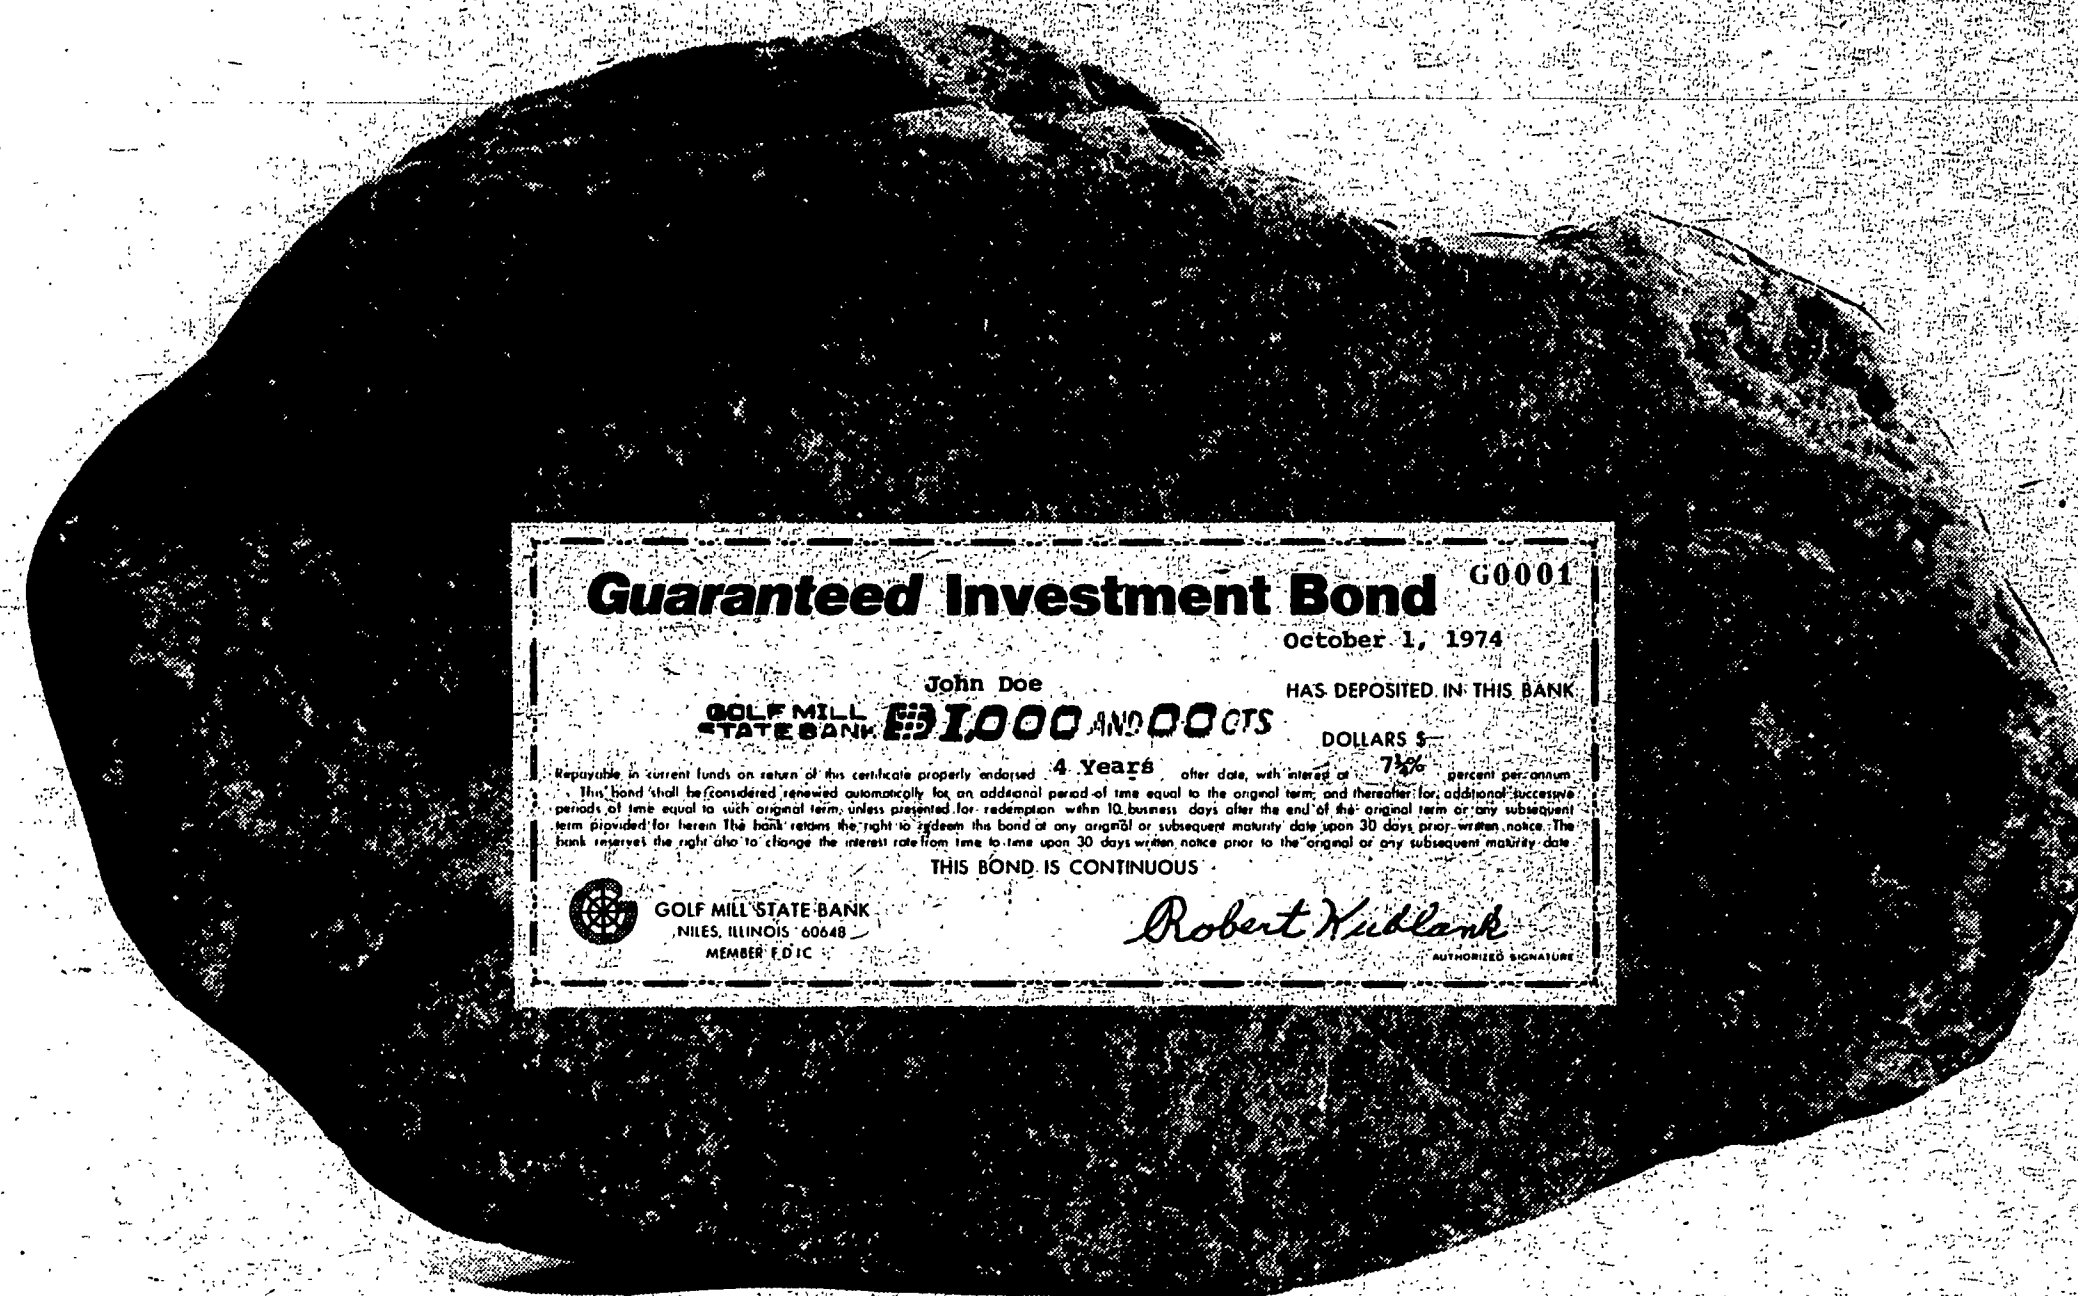 Guaranteed Investment Bond G0001
October 1, 1974
John Doe HAS DEPOSITED IN THIS BANK
GOLF MILL
STATE BANK 1,000 AND 00 CTS
DOLLARS $
Repayable in current funds on return of this certificate properly endorsed 4 Years after date, with interest at percent per annum
This bond shall be considered renewed automatically for an additional period of time equal to the original term, and thereafter for additional successive
periods of time equal to such original term, unless presented for redemption within 10 business days after the end of the original term or any subsequent
term provided for herein The bank retains the right to redeem this bond at any original or subsequent maturity date upon 30 days prior written notice. The
bank reserves the right also to change the interest rate from time to time upon 30 days written notice prior to the original or any subsequent maturity date
THIS BOND IS CONTINUOUS
GOLF MILL STATE BANK
NILES, ILLINOIS 60648
MEMBER F D I C
Robert
AUTHORIZED SIGNATURE